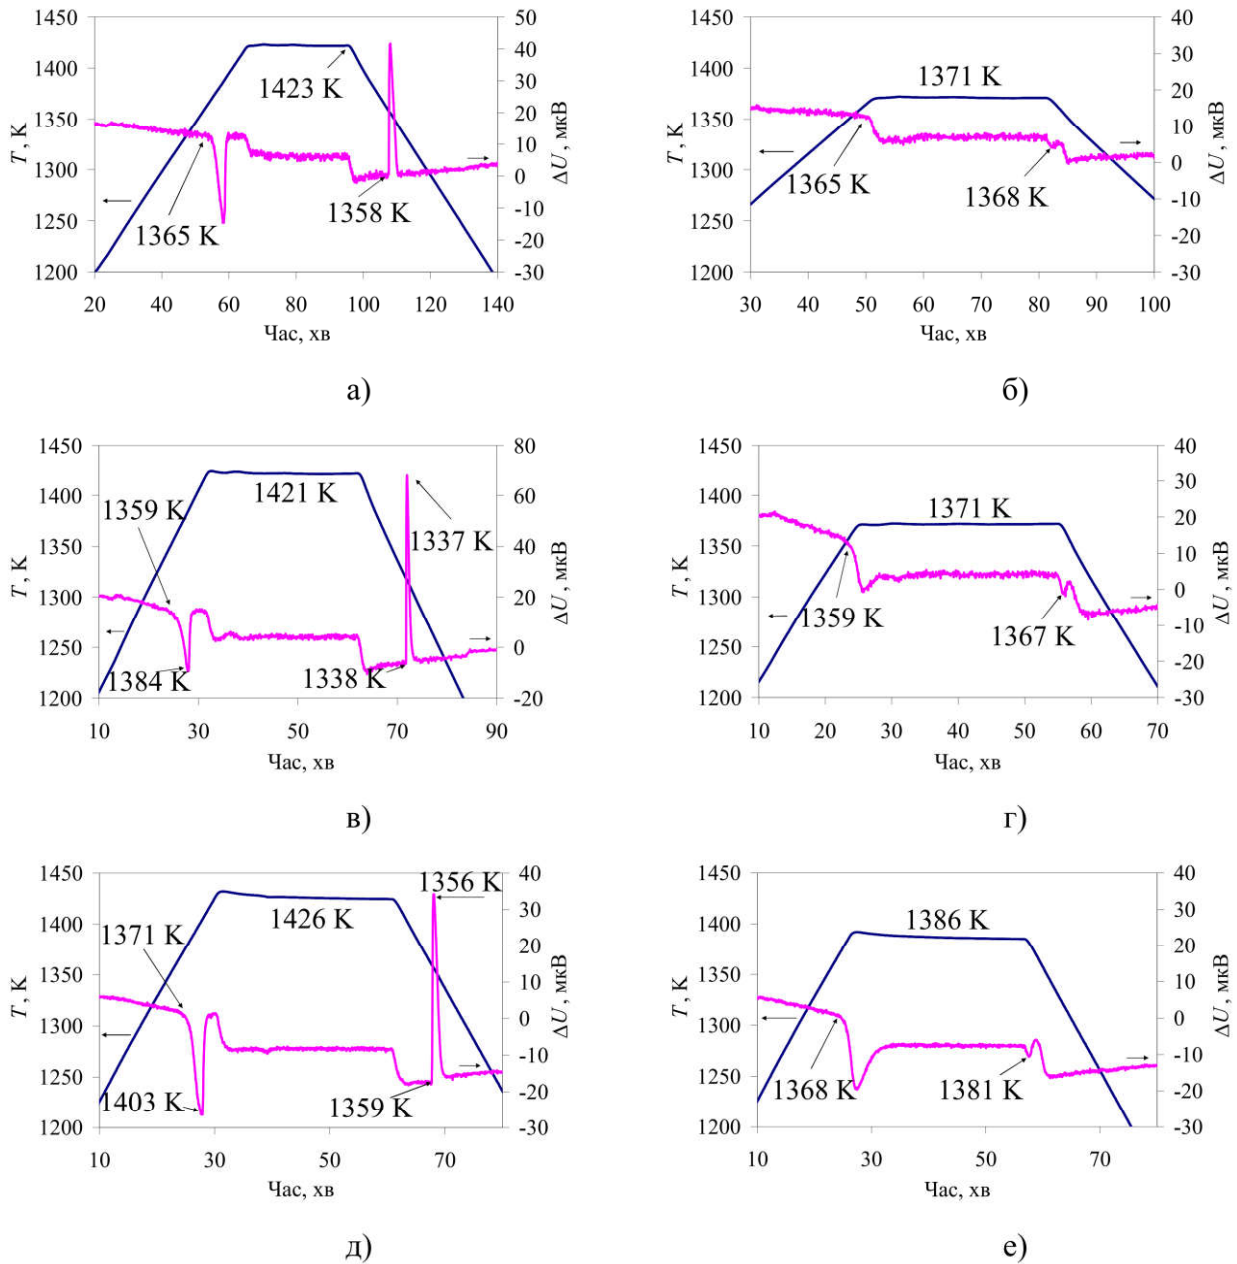 1450
1400
1350
1300
1250
1200
T, К
50
40
30
20
10
0
-10
-20
-30
ΔU, мкВ
1423 К
1365 К
1358 К
20 40 60 80 100 120 140
Час, хв
а)
1450
1400
1350
1300
1250
1200
T, К
40
30
20
10
0
-10
-20
-30
ΔU, мкВ
1371 К
1365 К
1368 К
30 40 50 60 70 80 90 100
Час, хв
б)
1450
1400
1350
1300
1250
1200
T, К
80
60
40
20
0
-20
ΔU, мкВ
1421 К
1359 К
1337 К
1384 К
1338 К
10 30 50 70 90
Час, хв
в)
1450
1400
1350
1300
1250
1200
T, К
40
30
20
10
0
-10
-20
-30
ΔU, мкВ
1371 К
1359 К
1367 К
10 20 30 40 50 60 70
Час, хв
г)
1450
1400
1350
1300
1250
1200
T, К
40
30
20
10
0
-10
-20
-30
ΔU, мкВ
1356 К
1426 К
1371 К
1403 К
1359 К
10 30 50 70
Час, хв
д)
1450
1400
1350
1300
1250
1200
T, К
40
30
20
10
0
-10
-20
-30
ΔU, мкВ
1386 К
1368 К
1381 К
10 30 50 70
Час, хв
е)